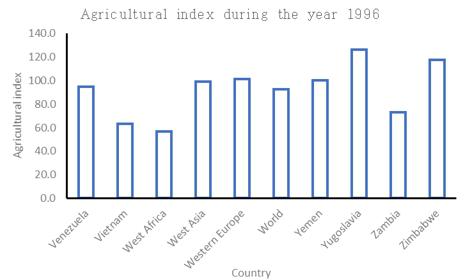 Agricultural index during the year 1996
140.0
120.0
100.0
80.0
60.0
40.0
20.0
0.0
Agricultural index
Venezuela
Vietnam
West Africa
West Asia
Western Europe
World
Yemen
Yugoslavia
Zambia
Zimbabwe
Country